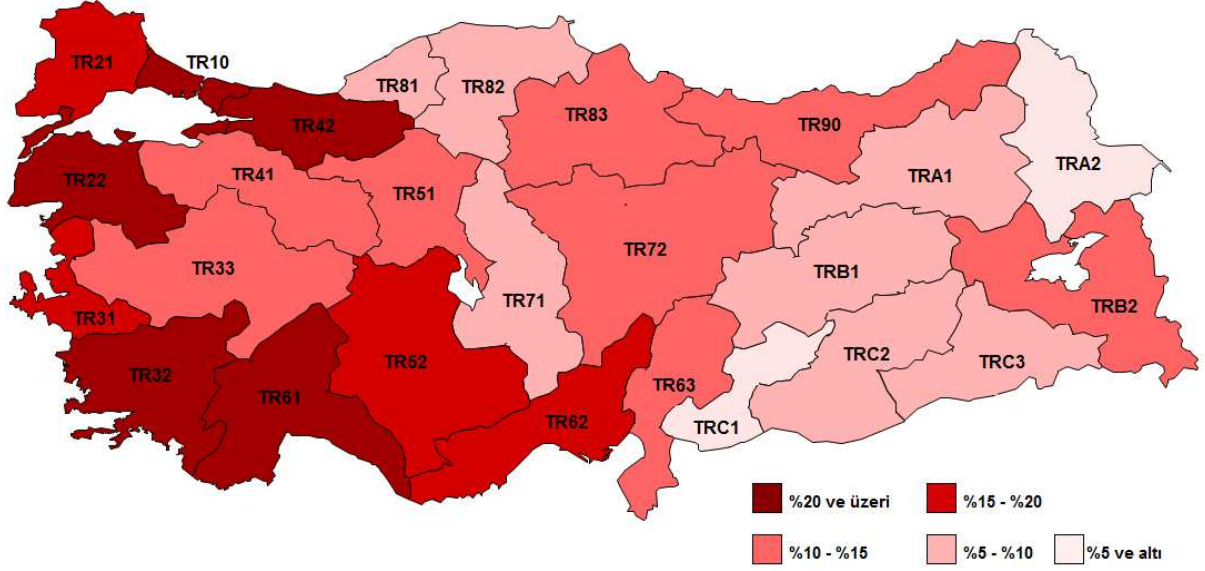 TR21
TR10
TR81
TR82
TR42
TR83
TR90
TR22
TR41
TR51
TRA1
TRA2
TR33
TR72
TR71
TRB1
TRB2
TR31
TR32
TR52
TR61
TR62
TR63
TRC2
TRC3
TRC1
%20 ve üzeri
%15 - %20
%10 - %15
%5 - %10
%5 ve altı